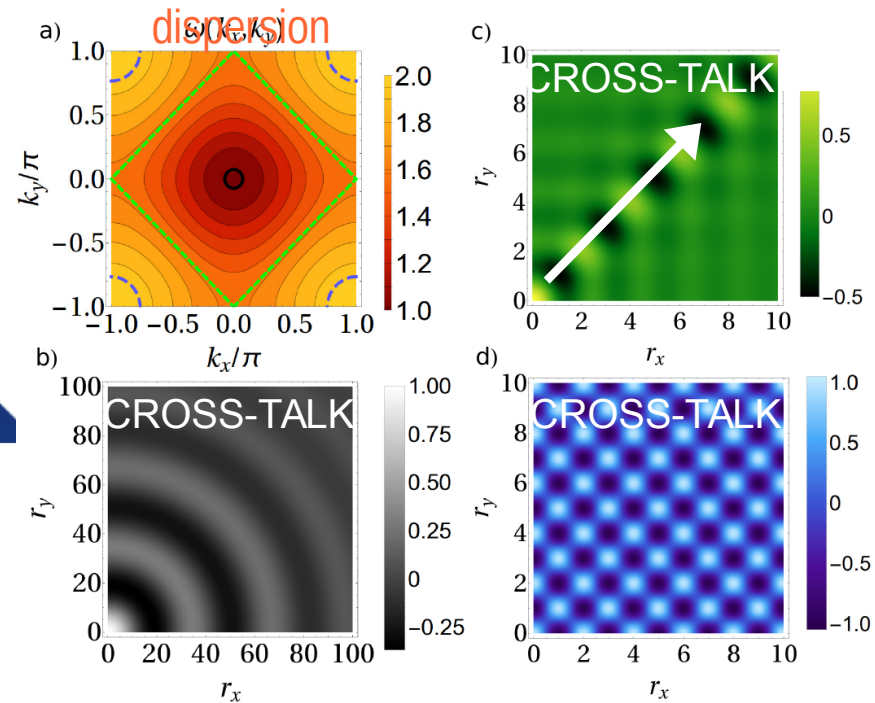 a)
dispersion
ω(kx,ky)
1.0
0.5
0.0
−0.5
−1.0
ky/π
−1.0 −0.5 0.0 0.5 1.0
kx/π
2.0
1.8
1.6
1.4
1.2
1.0
c)
CROSS-TALK
10
8
6
4
2
0
ry
0 2 4 6 8 10
rx
0.5
0
−0.5
b)
CROSS-TALK
100
80
60
40
20
0
ry
0 20 40 60 80 100
rx
1.00
0.75
0.50
0.25
0
−0.25
d)
CROSS-TALK
10
8
6
4
2
0
ry
0 2 4 6 8 10
rx
1.0
0.5
0
−0.5
−1.0